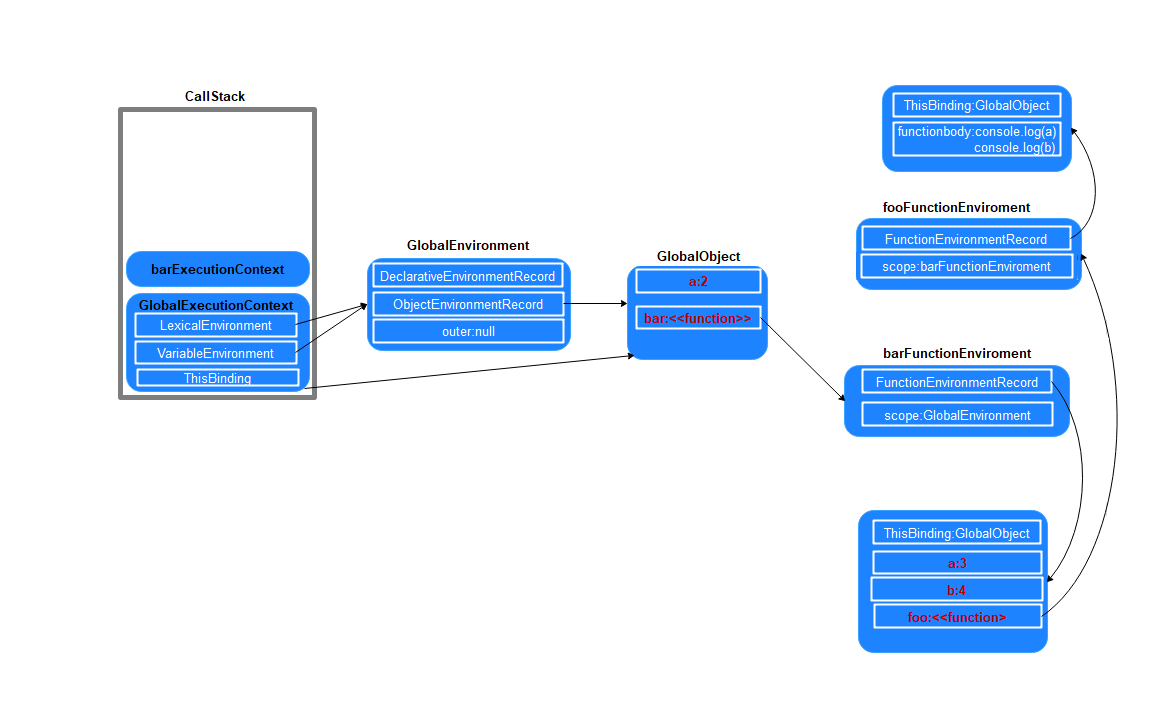 CallStack
barExecutionContext
GlobalExecutionContext
LexicalEnvironment
VariableEnvironment
ThisBinding
GlobalEnvironment
DeclarativeEnvironmentRecord
ObjectEnvironmentRecord
outer:null
GlobalObject
a:2
bar:<<function>>
ThisBinding:GlobalObject
functionbody:console.log(a)
console.log(b)
fooFunctionEnviroment
FunctionEnvironmentRecord
scope:barFunctionEnviroment
barFunctionEnviroment
FunctionEnvironmentRecord
scope:GlobalEnvironment
ThisBinding:GlobalObject
a:3
b:4
foo:<<function>